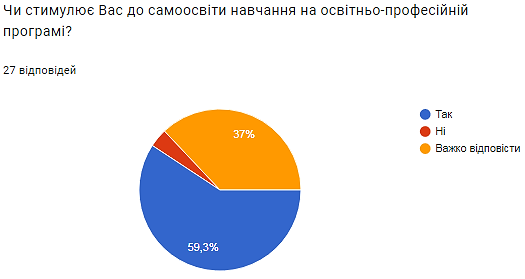 Чи стимулює Вас до самоосвіти навчання на освітньо-професійній
програмі?
27 відповідей
37%
59,3%
Так
Ні
Важко відповісти